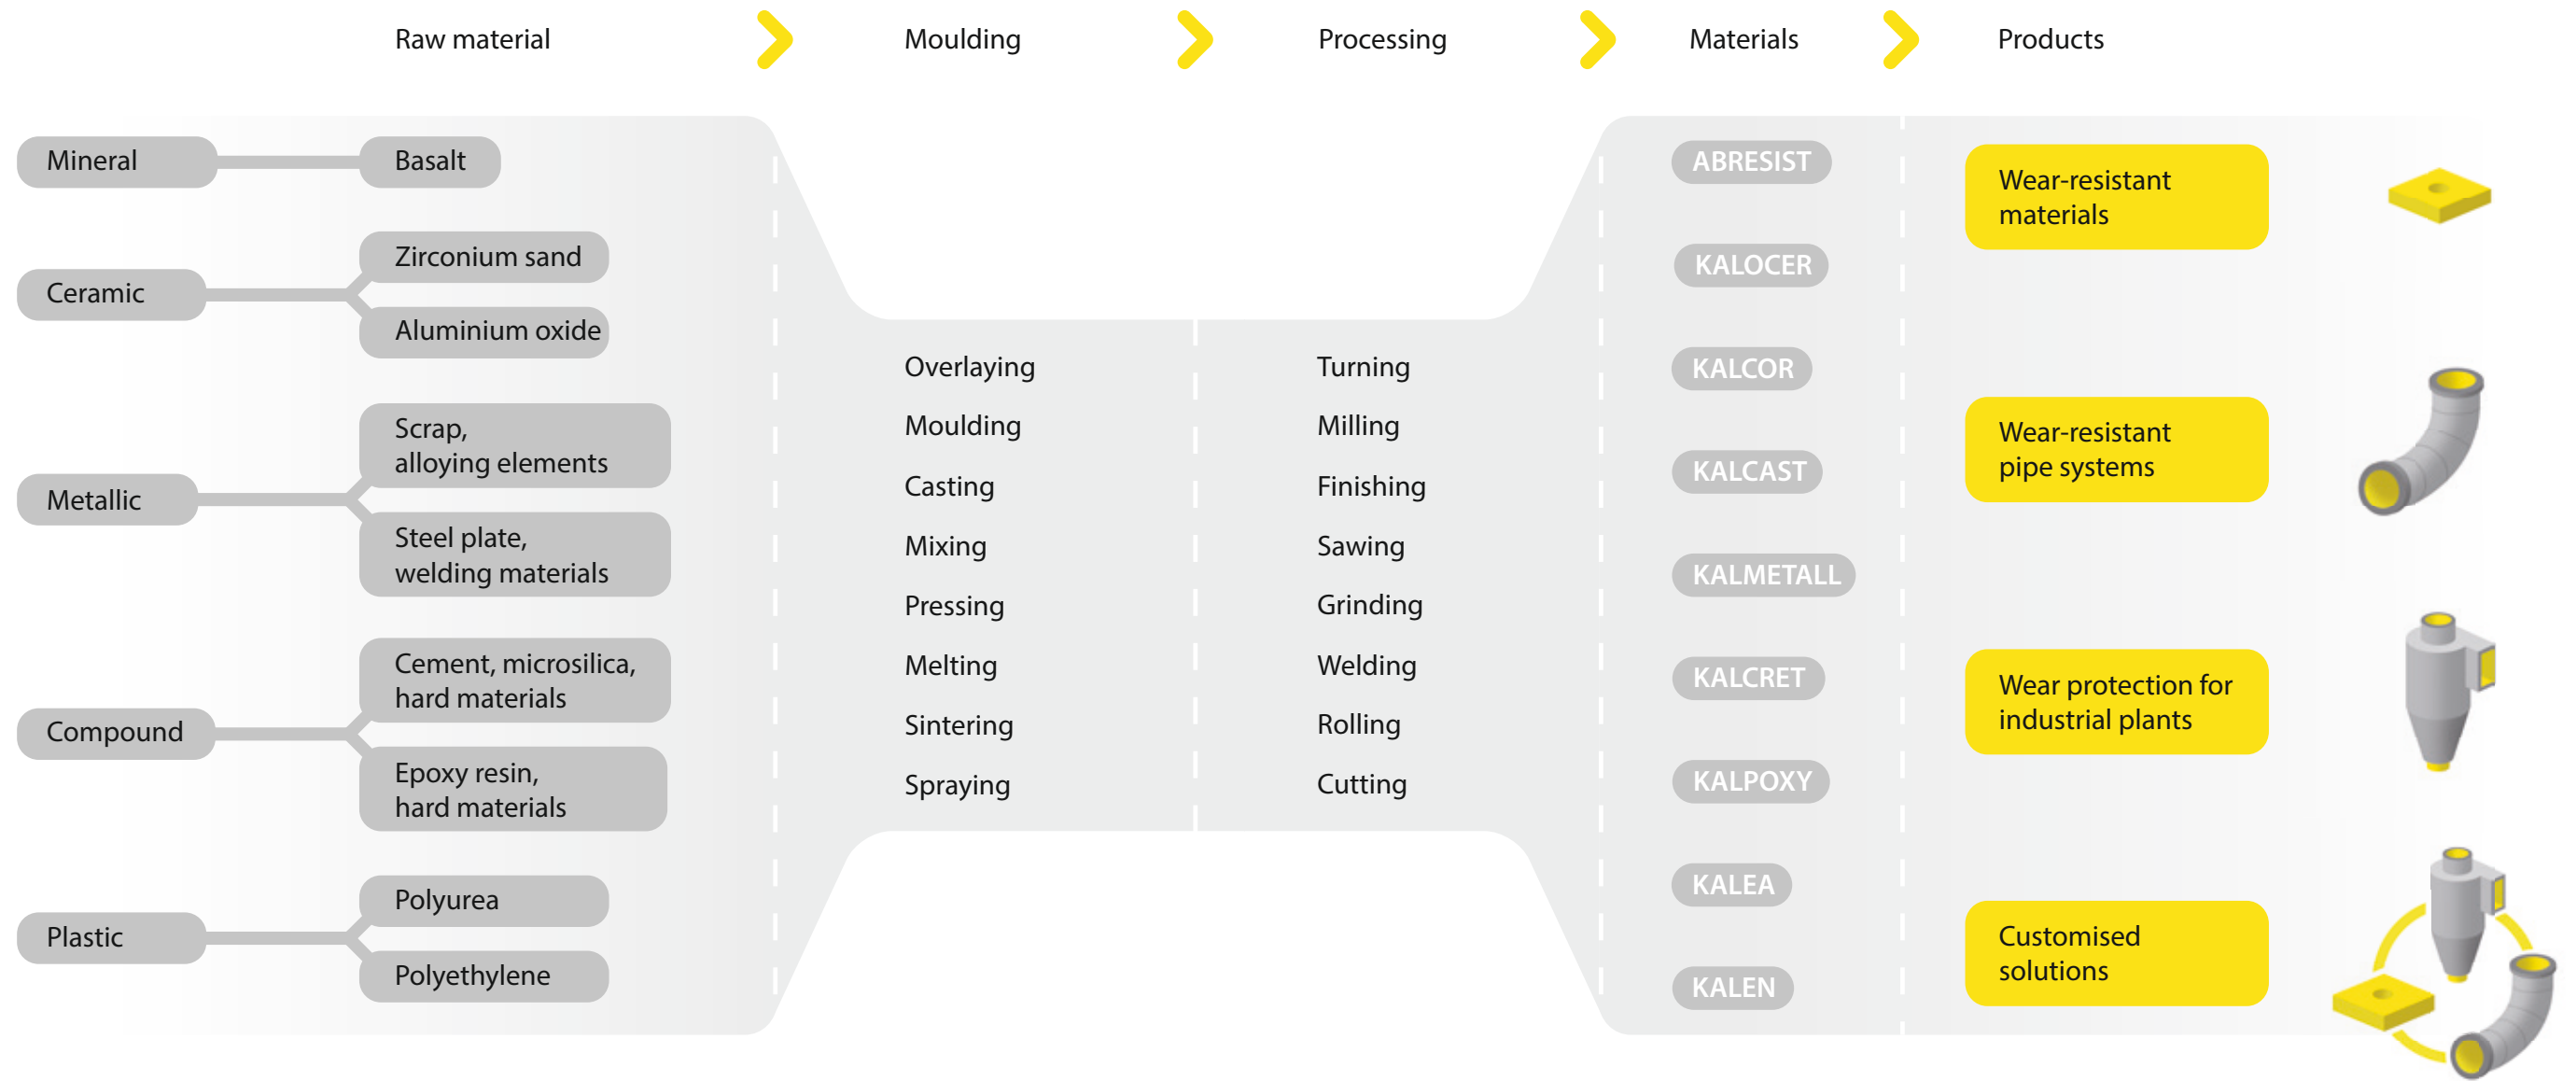 Raw material
Moulding
Processing
Materials
Products
Mineral
Basalt
Ceramic
Zirconium sand
Aluminium oxide
Metallic
Scrap,
alloying elements
Steel plate,
welding materials
Compound
Cement, microsilica,
hard materials
Epoxy resin,
hard materials
Plastic
Polyurea
Polyethylene
Overlaying
Moulding
Casting
Mixing
Pressing
Melting
Sintering
Spraying
Turning
Milling
Finishing
Sawing
Grinding
Welding
Rolling
Cutting
ABRESIST
KALOCER
KALCOR
KALCAST
KALMETALL
KALCRET
KALPOXY
KALEA
KALEN
Wear-resistant
materials
Wear-resistant
pipe systems
Wear protection for
industrial plants
Customised
solutions